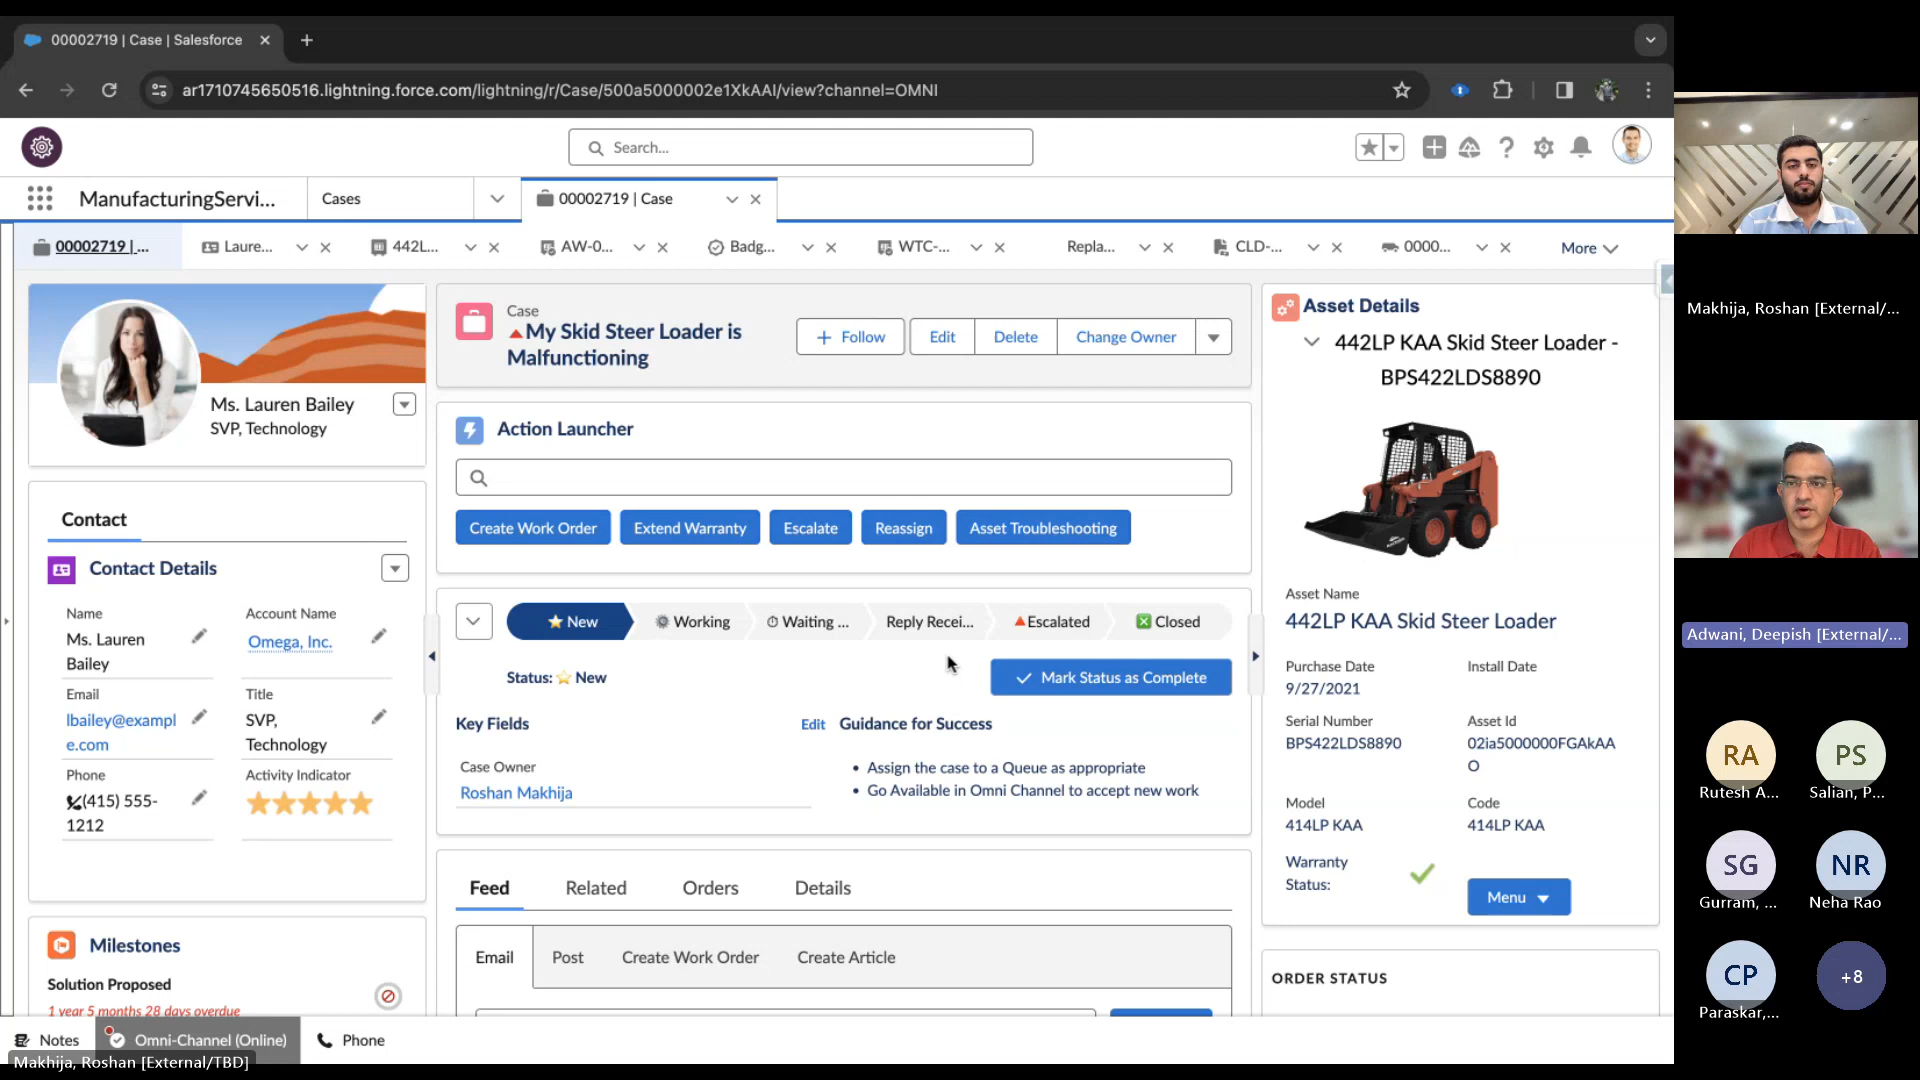 00002719 | Case | Salesforce
ar1710745650516.lightning.force.com/lightning/r/Case/500a5000002e1XkAAI/view?channel=OMNI
Search...
ManufacturingServi...
Cases
00002719 | Case
00002719 | ...
Laure...
442L...
AW-0...
Badg...
WTC-...
Repla...
CLD-...
0000...
More
Ms. Lauren Bailey
SVP, Technology
Contact
Contact Details
Name
Ms. Lauren
Bailey
Account Name
Omega, Inc.
Email
lbailey@exampl
e.com
Title
SVP,
Technology
Phone
(415) 555-
1212
Activity Indicator
Milestones
Solution Proposed
1 year 5 months 28 days overdue
Case
My Skid Steer Loader is
Malfunctioning
Follow
Edit
Delete
Change Owner
Action Launcher
Create Work Order
Extend Warranty
Escalate
Reassign
Asset Troubleshooting
New
Working
Waiting ...
Reply Recei...
Escalated
Closed
Status: New
Mark Status as Complete
Key Fields
Edit
Guidance for Success
Case Owner
Roshan Makhija
Assign the case to a Queue as appropriate
Go Available in Omni Channel to accept new work
Feed
Related
Orders
Details
Email
Post
Create Work Order
Create Article
Asset Details
442LP KAA Skid Steer Loader -
BPS422LDS8890
Asset Name
442LP KAA Skid Steer Loader
Purchase Date
9/27/2021
Install Date
Serial Number
BPS422LDS8890
Asset Id
02ia5000000FGAkAA
O
Model
414LP KAA
Code
414LP KAA
Warranty
Status:
Menu
ORDER STATUS
Notes
Omni-Channel (Online)
Phone
Makhija, Roshan [External/TBD]
Makhija, Roshan [External/...
Adwani, Deepish [External/...
RA
Rutesh A...
PS
Salian, P...
SG
Gurram, ...
NR
Neha Rao
CP
Paraskar,...
+8